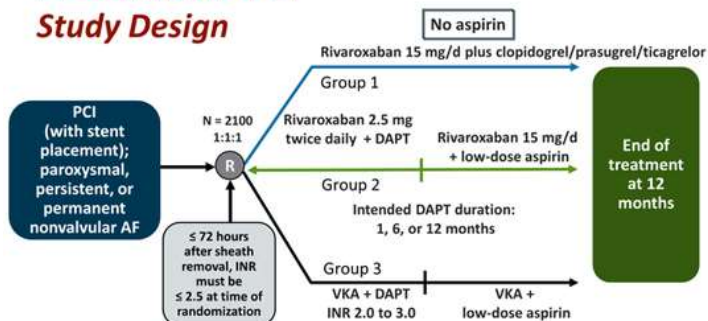 Study Design
No aspirin
Rivaroxaban 15 mg/d plus clopidogrel/prasugrel/ticagrelor
Group 1
PCI
(with stent
placement);
paroxysmal,
persistent, or
permanent
nonvalvular AF
N = 2100
1:1:1
R
Rivaroxaban 2.5 mg
twice daily + DAPT
Rivaroxaban 15 mg/d
+ low-dose aspirin
Group 2
Intended DAPT duration:
1, 6, or 12 months
≤ 72 hours
after sheath
removal, INR
must be
≤ 2.5 at time of
randomization
Group 3
VKA + DAPT
INR 2.0 to 3.0
VKA +
low-dose aspirin
End of
treatment
at 12
months